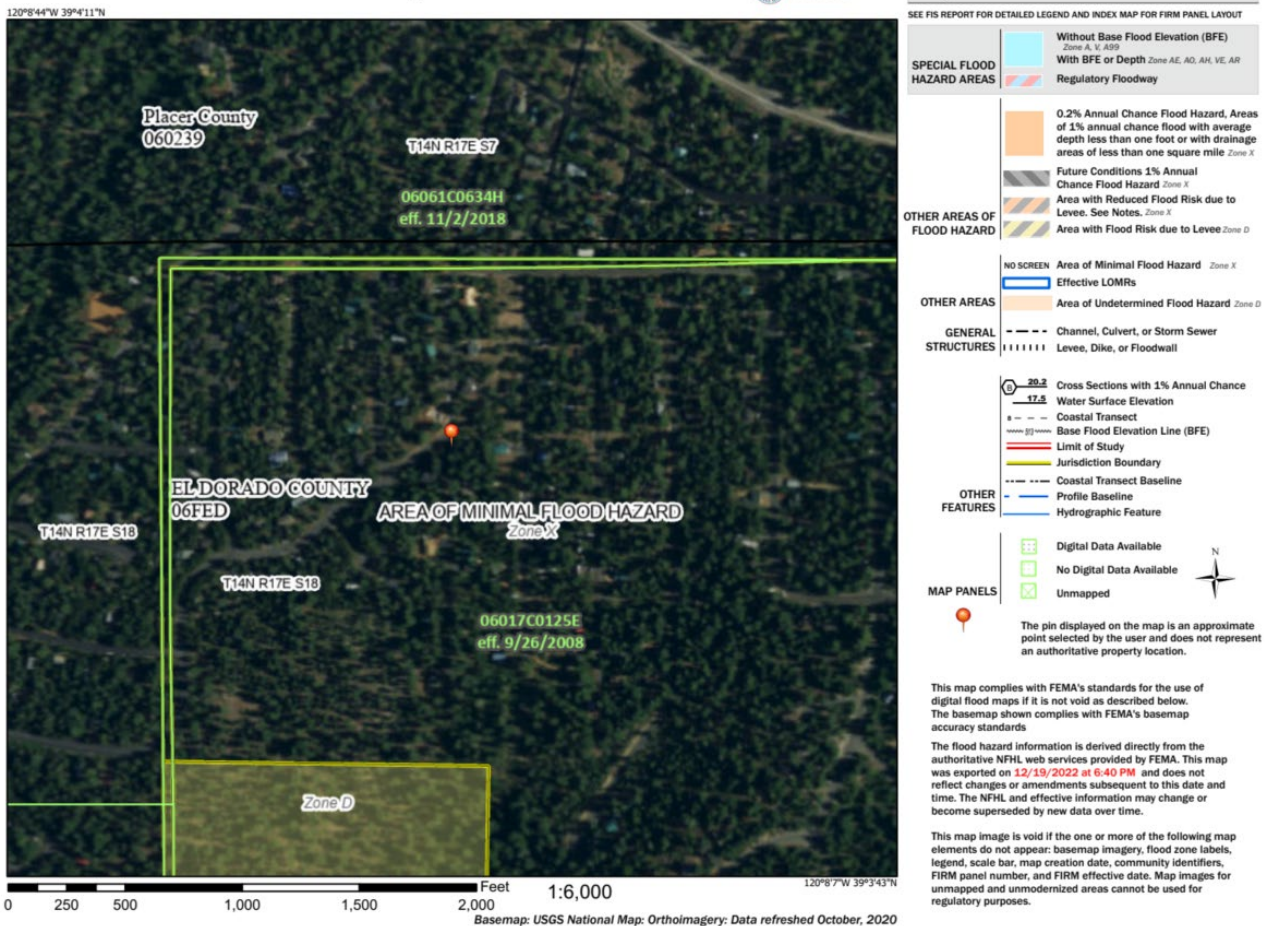 120°8'44"W 39°4'11"N
Placer County
060239
T14N R17E S7
06061C0634H
eff. 11/2/2018
EL DORADO COUNTY
06FED
AREA OF MINIMAL FLOOD HAZARD
Zone X
T14N R17E S18
T14N R17E S18
06017C0125E
eff. 9/26/2008
Zone D
Feet
1:6,000
120°8'7"W 39°3'43"N
0 250 500 1,000 1,500 2,000
Basemap: USGS National Map: Orthoimagery: Data refreshed October, 2020
SEE FIS REPORT FOR DETAILED LEGEND AND INDEX MAP FOR FIRM PANEL LAYOUT
SPECIAL FLOOD
HAZARD AREAS
Without Base Flood Elevation (BFE)
Zone A, V, A99
With BFE or Depth Zone AE, AO, AH, VE, AR
Regulatory Floodway
0.2% Annual Chance Flood Hazard, Areas
of 1% annual chance flood with average
depth less than one foot or with drainage
areas of less than one square mile Zone X
Future Conditions 1% Annual
Chance Flood Hazard Zone X
Area with Reduced Flood Risk due to
Levee. See Notes. Zone X
Area with Flood Risk due to Levee Zone D
OTHER AREAS OF
FLOOD HAZARD
NO SCREEN Area of Minimal Flood Hazard Zone X
Effective LOMRs
OTHER AREAS
Area of Undetermined Flood Hazard Zone D
GENERAL
STRUCTURES
Channel, Culvert, or Storm Sewer
Levee, Dike, or Floodwall
B 20.2 Cross Sections with 1% Annual Chance
17.5 Water Surface Elevation
8 Coastal Transect
513 Base Flood Elevation Line (BFE)
Limit of Study
Jurisdiction Boundary
Coastal Transect Baseline
OTHER
FEATURES
Profile Baseline
Hydrographic Feature
Digital Data Available
No Digital Data Available
Unmapped
MAP PANELS
N
The pin displayed on the map is an approximate
point selected by the user and does not represent
an authoritative property location.
This map complies with FEMA's standards for the use of
digital flood maps if it is not void as described below.
The basemap shown complies with FEMA's basemap
accuracy standards
The flood hazard information is derived directly from the
authoritative NFHL web services provided by FEMA. This map
was exported on 12/19/2022 at 6:40 PM and does not
reflect changes or amendments subsequent to this date and
time. The NFHL and effective information may change or
become superseded by new data over time.
This map image is void if the one or more of the following map
elements do not appear: basemap imagery, flood zone labels,
legend, scale bar, map creation date, community identifiers,
FIRM panel number, and FIRM effective date. Map images for
unmapped and unmodernized areas cannot be used for
regulatory purposes.